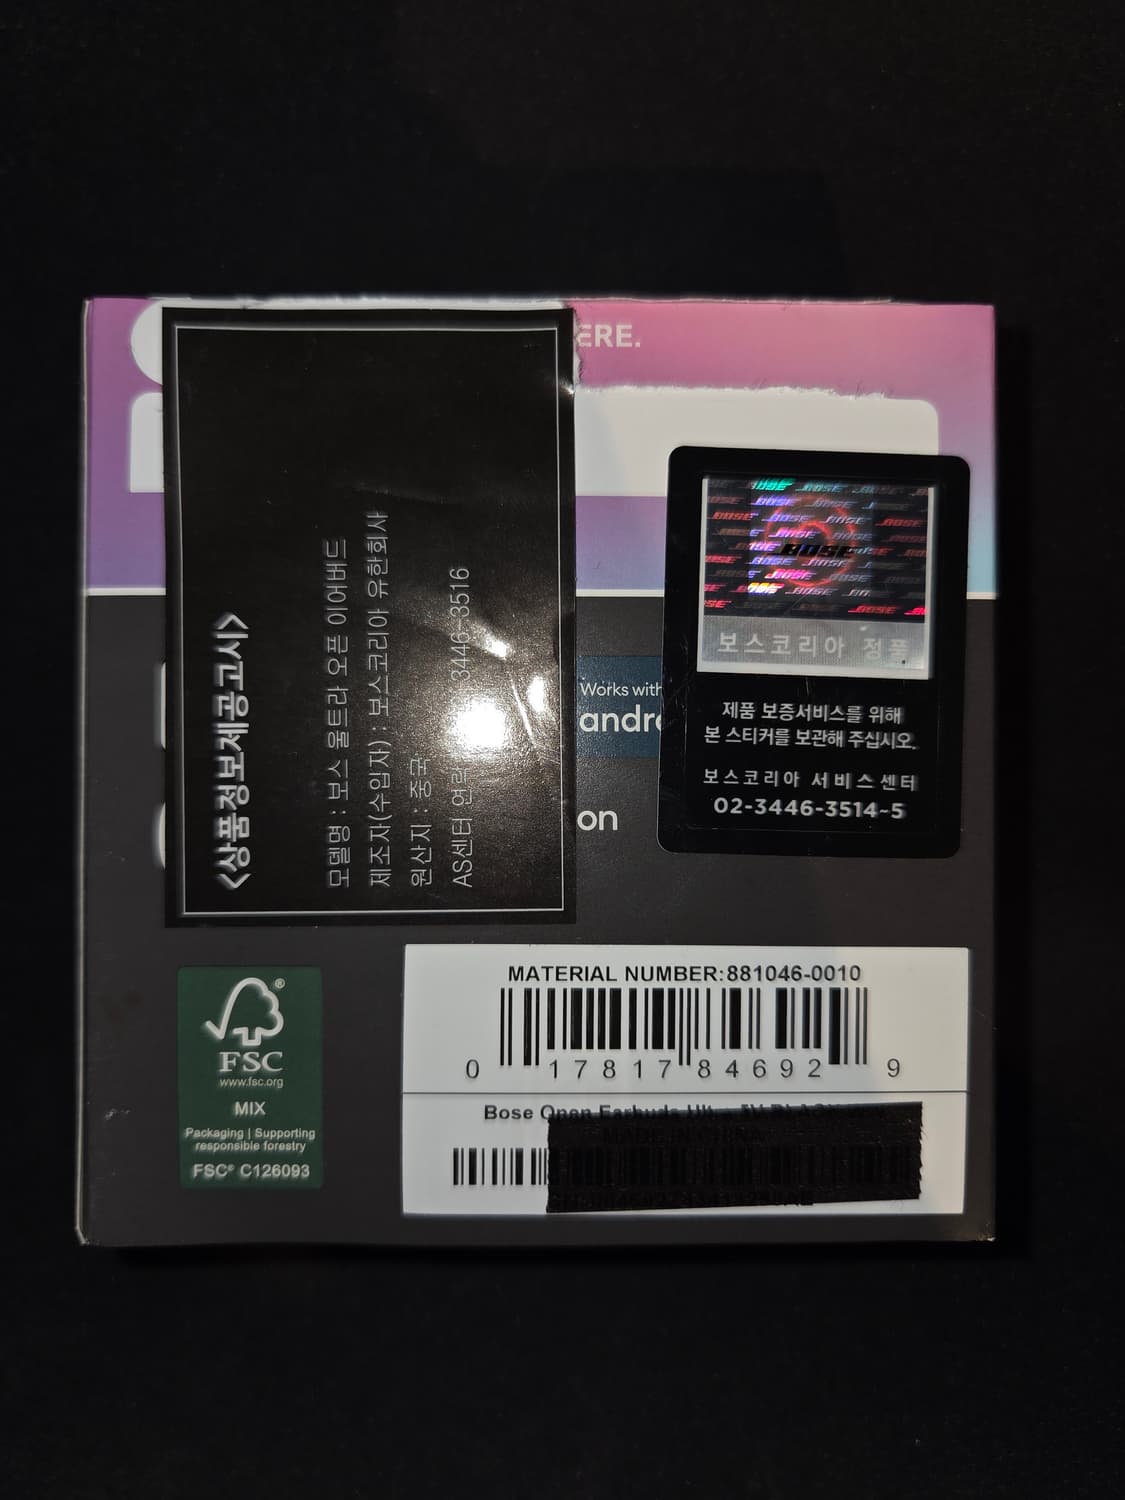 ERE.
<상품정보제공고시>
모델명 : 보스 울트라 오픈 이어버드
제조자(수입자) : 보스코리아 유한회사
원산지 : 중국
AS센터 연락 3446-3516
Works with
andro
on
BOSE
보스코리아 정품
제품 보증서비스를 위해
본 스티커를 보관해 주십시오.
보스코리아 서비스센터
02-3446-3514~5
FSC®
www.fsc.org
MIX
Packaging | Supporting
responsible forestry
FSC® C126093
MATERIAL NUMBER:881046-0010
0 17817 84692 9
Bose Open Earbuds